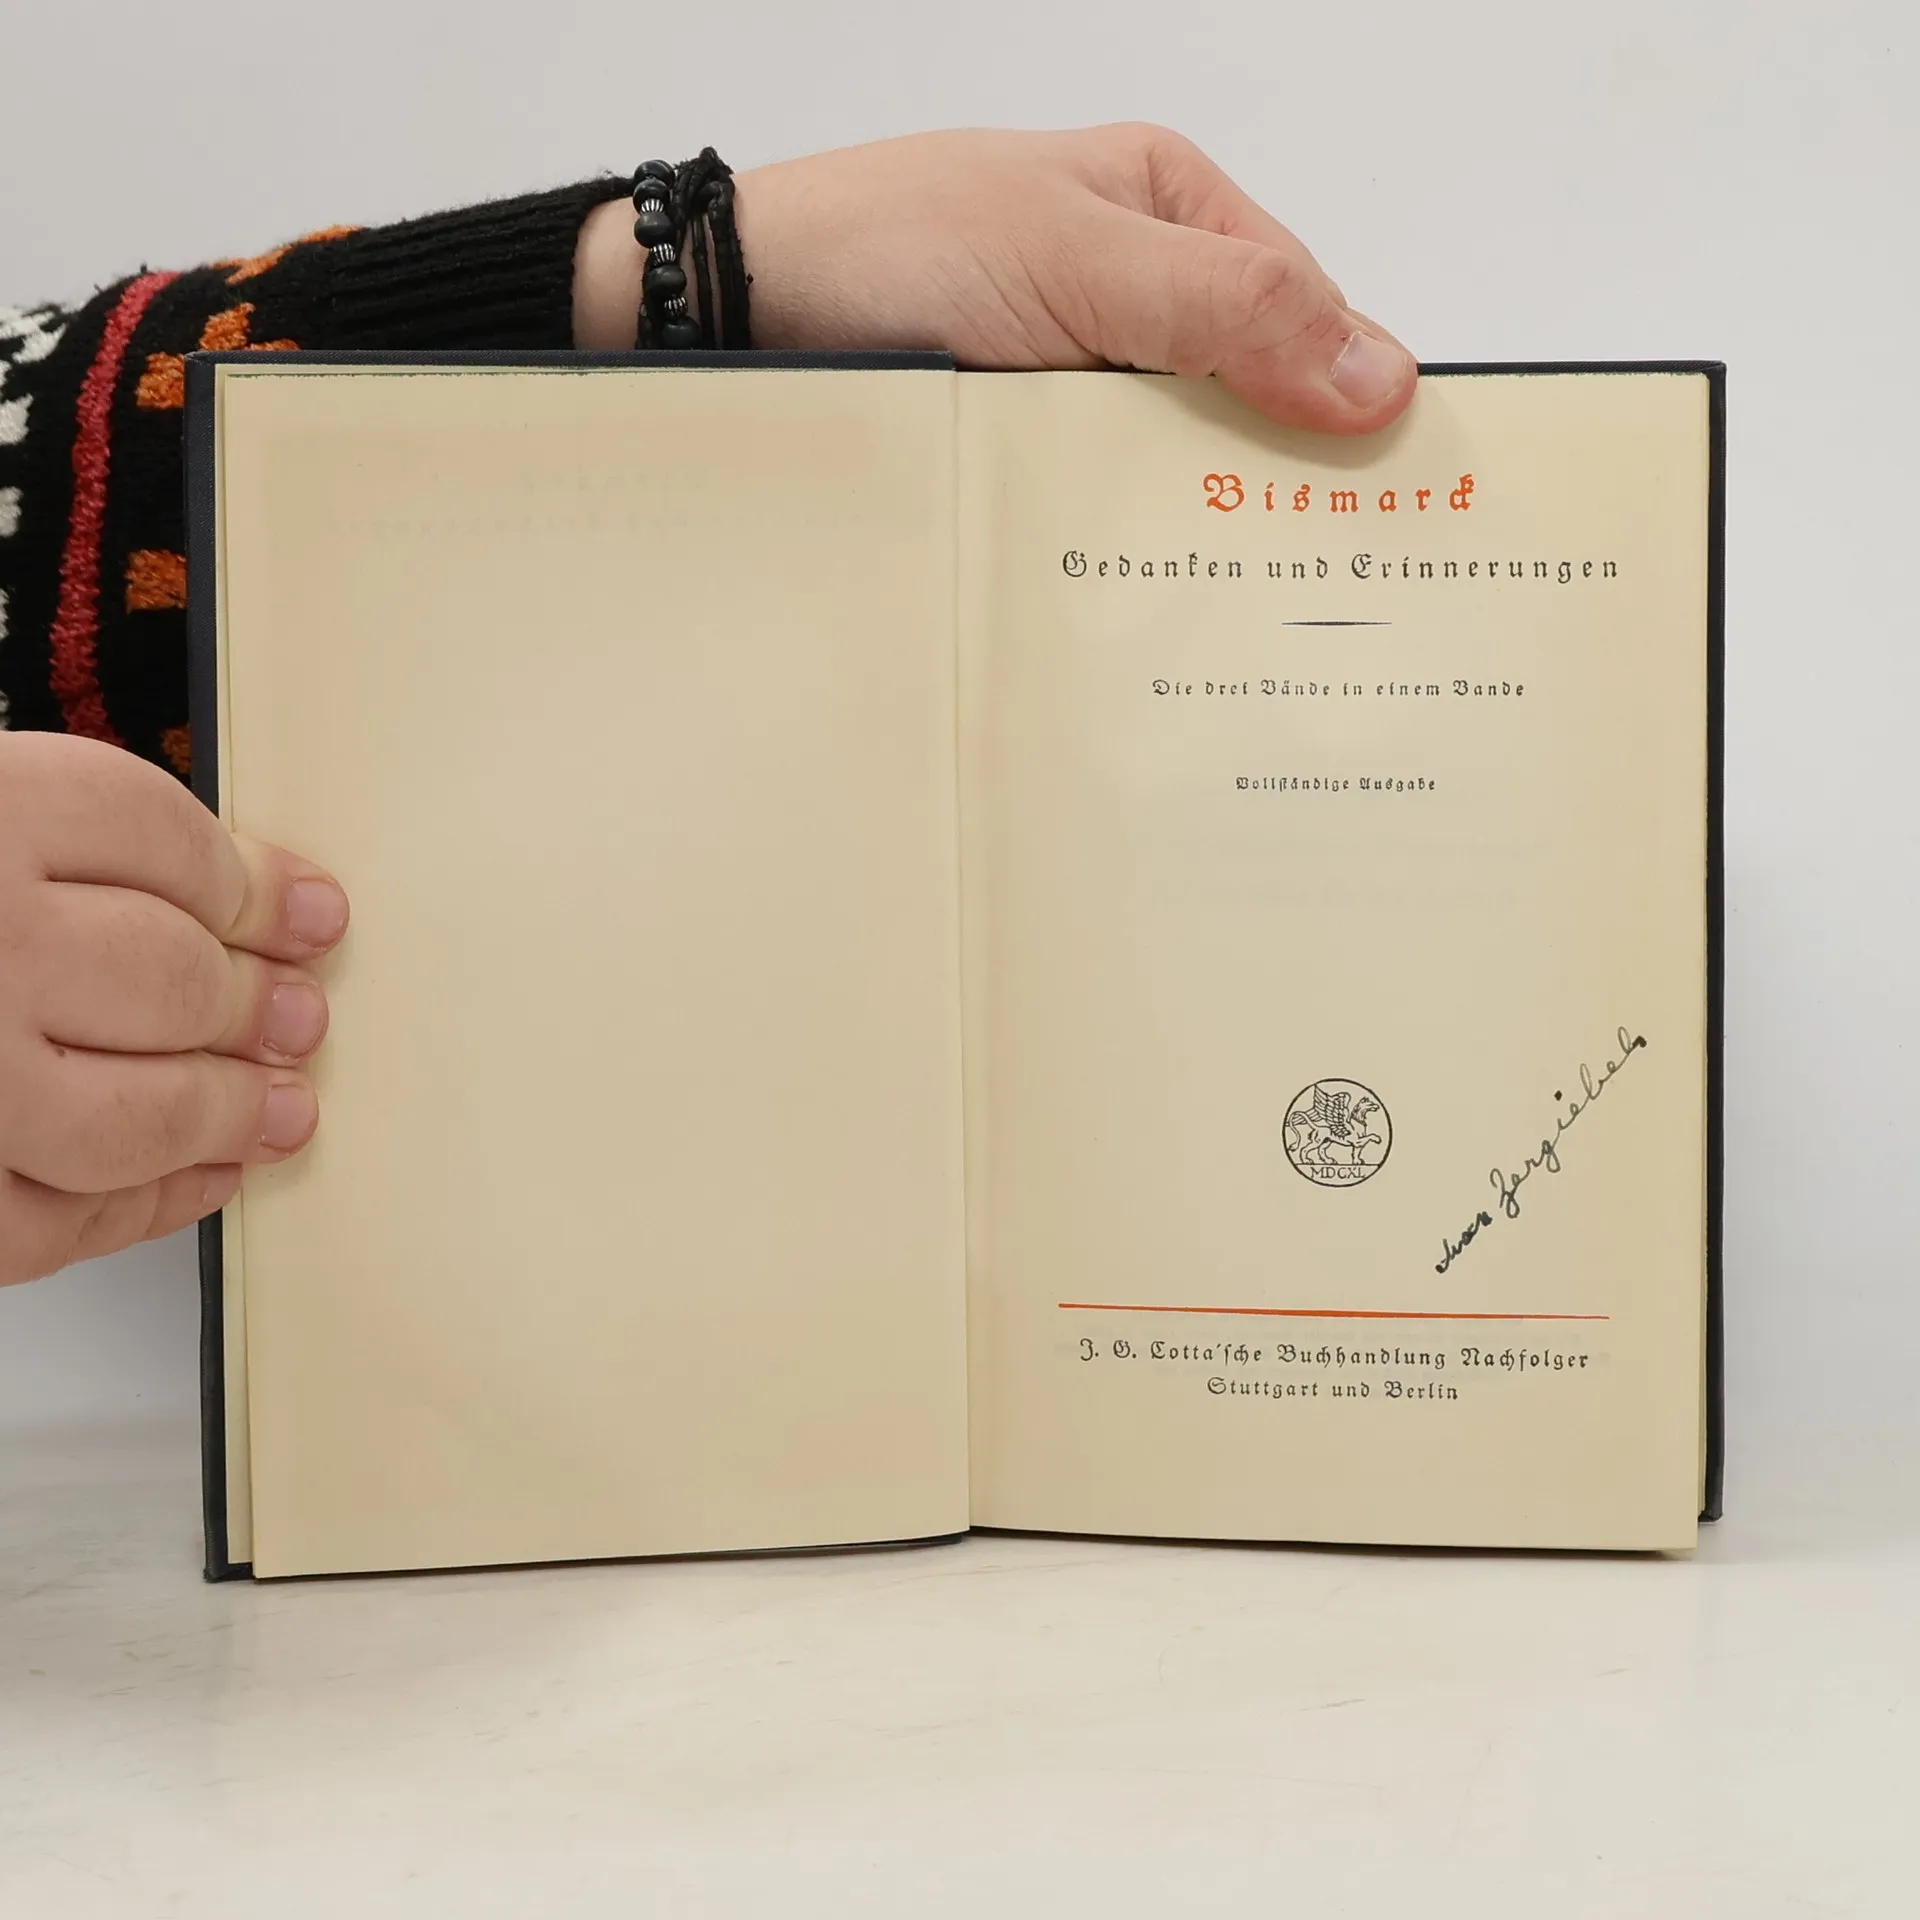 Bismarck
Gedanken und Erinnerungen
Die drei Bände in einem Bande
Vollständige Ausgabe
MDCXL
J. G. Cotta'sche Buchhandlung Nachfolger
Stuttgart und Berlin